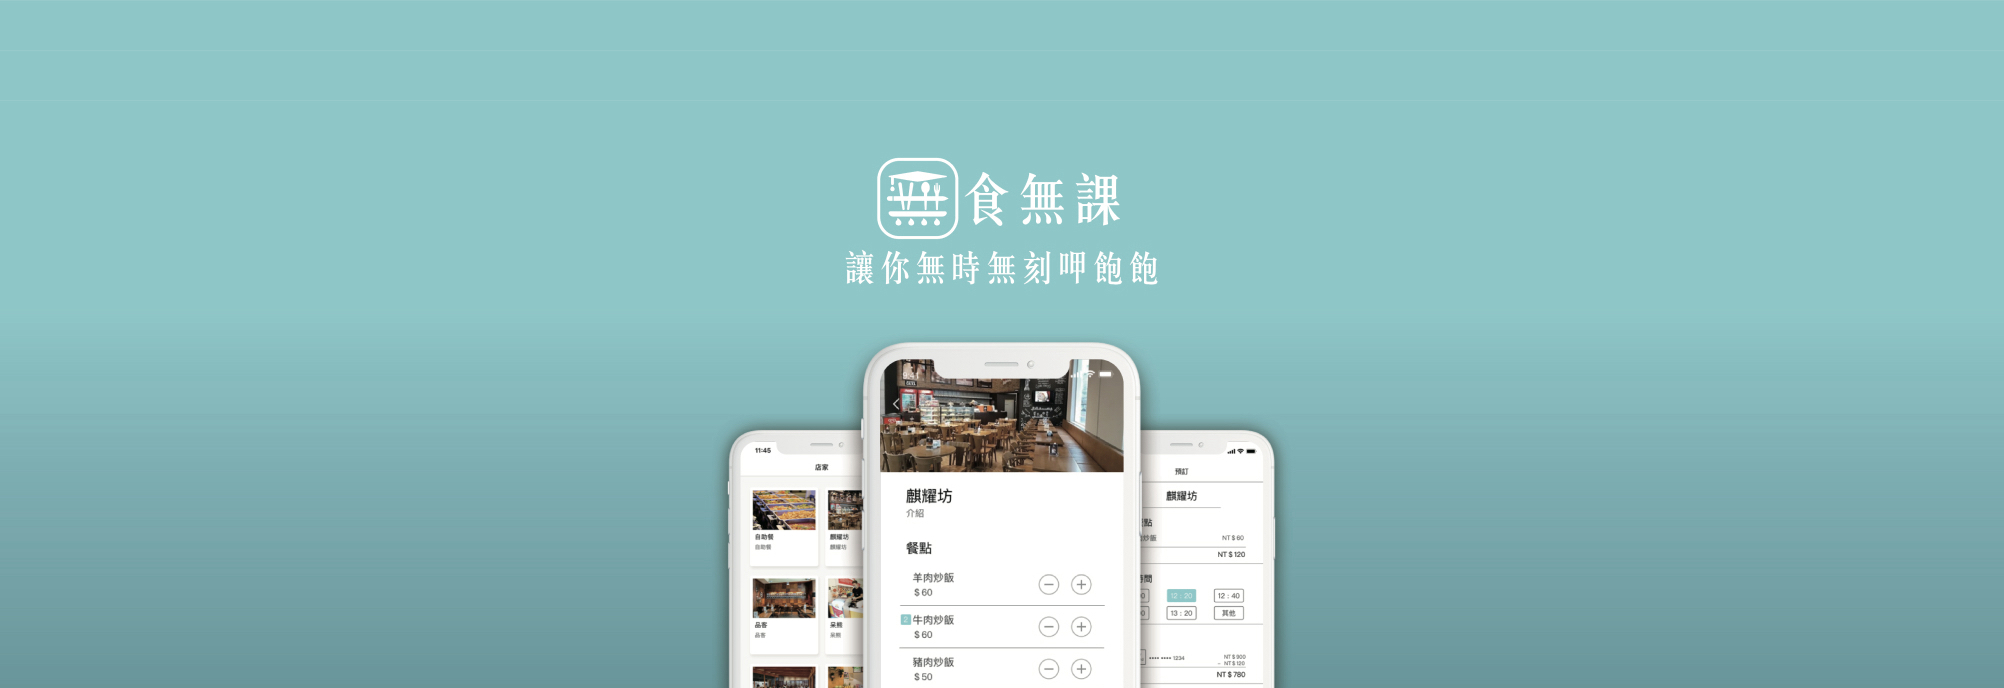 食無課
讓你無時無刻呷飽飽
11:45
店家
自助餐
自助餐
麒耀坊
麒耀坊
品客
品客
呆熊
呆熊
9:41
麒耀坊
介紹
餐點
羊肉炒飯
$ 60
2 牛肉炒飯
$ 60
豬肉炒飯
$ 50
預訂
麒耀坊
點
炒飯 NT $ 60
NT $ 120
間
12 : 20 12 : 40
13 : 20 其他
•••• •••• 1234 NT $ 900
– NT $ 120
NT $ 780